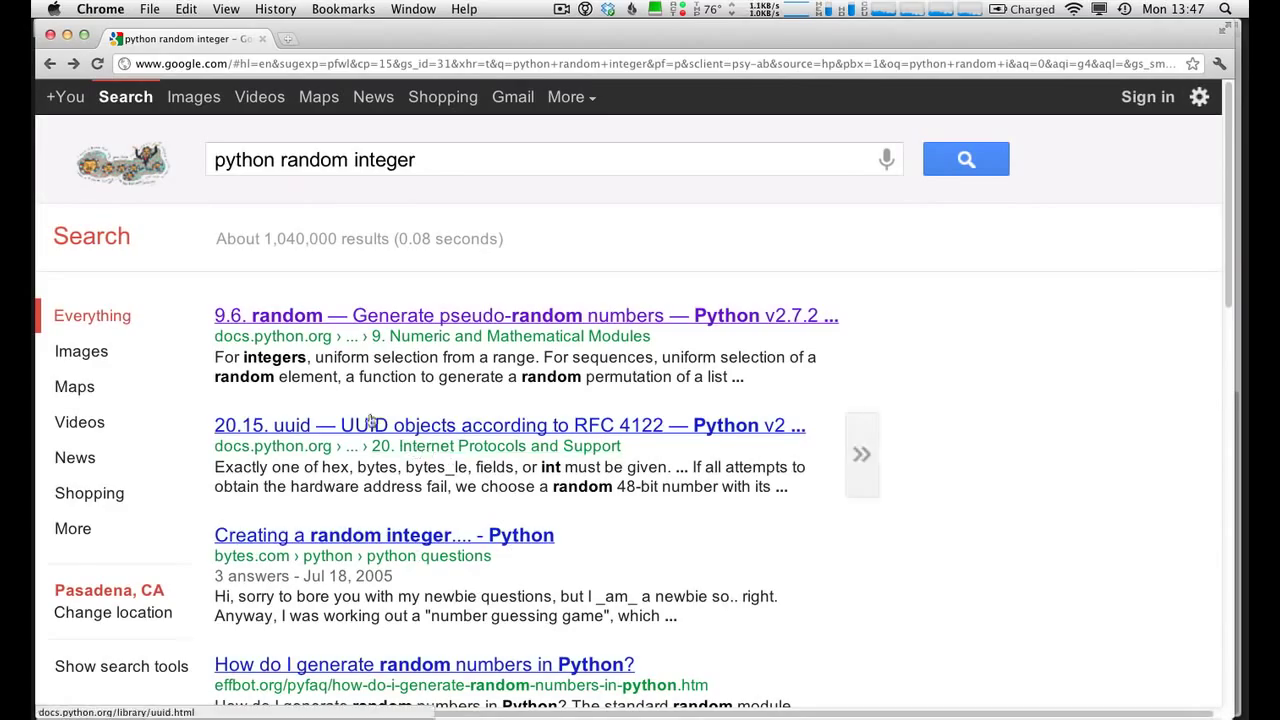 Chrome File Edit View History Bookmarks Window Help 76° 1.1KB/s 1.0KB/s Charged Mon 13:47
python random integer – Go
www.google.com/#hl=en&sugexp=pfwl&cp=15&gs_id=31&xhr=t&q=python+random+integer&pf=p&sclient=psy-ab&source=hp&pbx=1&oq=python+random+i&aq=0&aqi=g4&aql=&gs_sm...
+You Search Images Videos Maps News Shopping Gmail More Sign in
python random integer
Search
About 1,040,000 results (0.08 seconds)
Everything
Images
Maps
Videos
News
Shopping
More
Pasadena, CA
Change location
Show search tools
9.6. random — Generate pseudo-random numbers — Python v2.7.2 ...
docs.python.org › ... › 9. Numeric and Mathematical Modules
For integers, uniform selection from a range. For sequences, uniform selection of a
random element, a function to generate a random permutation of a list ...
20.15. uuid — UUID objects according to RFC 4122 — Python v2 ...
docs.python.org › ... › 20. Internet Protocols and Support
Exactly one of hex, bytes, bytes_le, fields, or int must be given. ... If all attempts to
obtain the hardware address fail, we choose a random 48-bit number with its ...
Creating a random integer.... - Python
bytes.com › python › python questions
3 answers - Jul 18, 2005
Hi, sorry to bore you with my newbie questions, but I _am_ a newbie so.. right.
Anyway, I was working out a "number guessing game", which ...
How do I generate random numbers in Python?
effbot.org/pyfaq/how-do-i-generate-random-numbers-in-python.htm
How do I generate random numbers in Python? The standard random module
docs.python.org/library/uuid.html